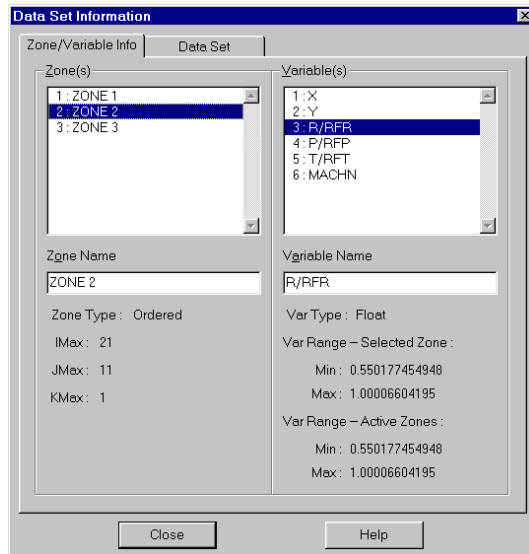 Data Set Information
Zone/Variable Info
Data Set
Zone(s)
1 : ZONE 1
2 : ZONE 2
3 : ZONE 3
Zone Name
ZONE 2
Zone Type : Ordered
IMax : 21
JMax : 11
KMax : 1
Variable(s)
1 : X
2 : Y
3 : R/RFR
4 : P/RFP
5 : T/RFT
6 : MACHN
Variable Name
R/RFR
Var Type : Float
Var Range – Selected Zone :
Min : 0.550177454948
Max : 1.00006604195
Var Range – Active Zones :
Min : 0.550177454948
Max : 1.00006604195
Close
Help